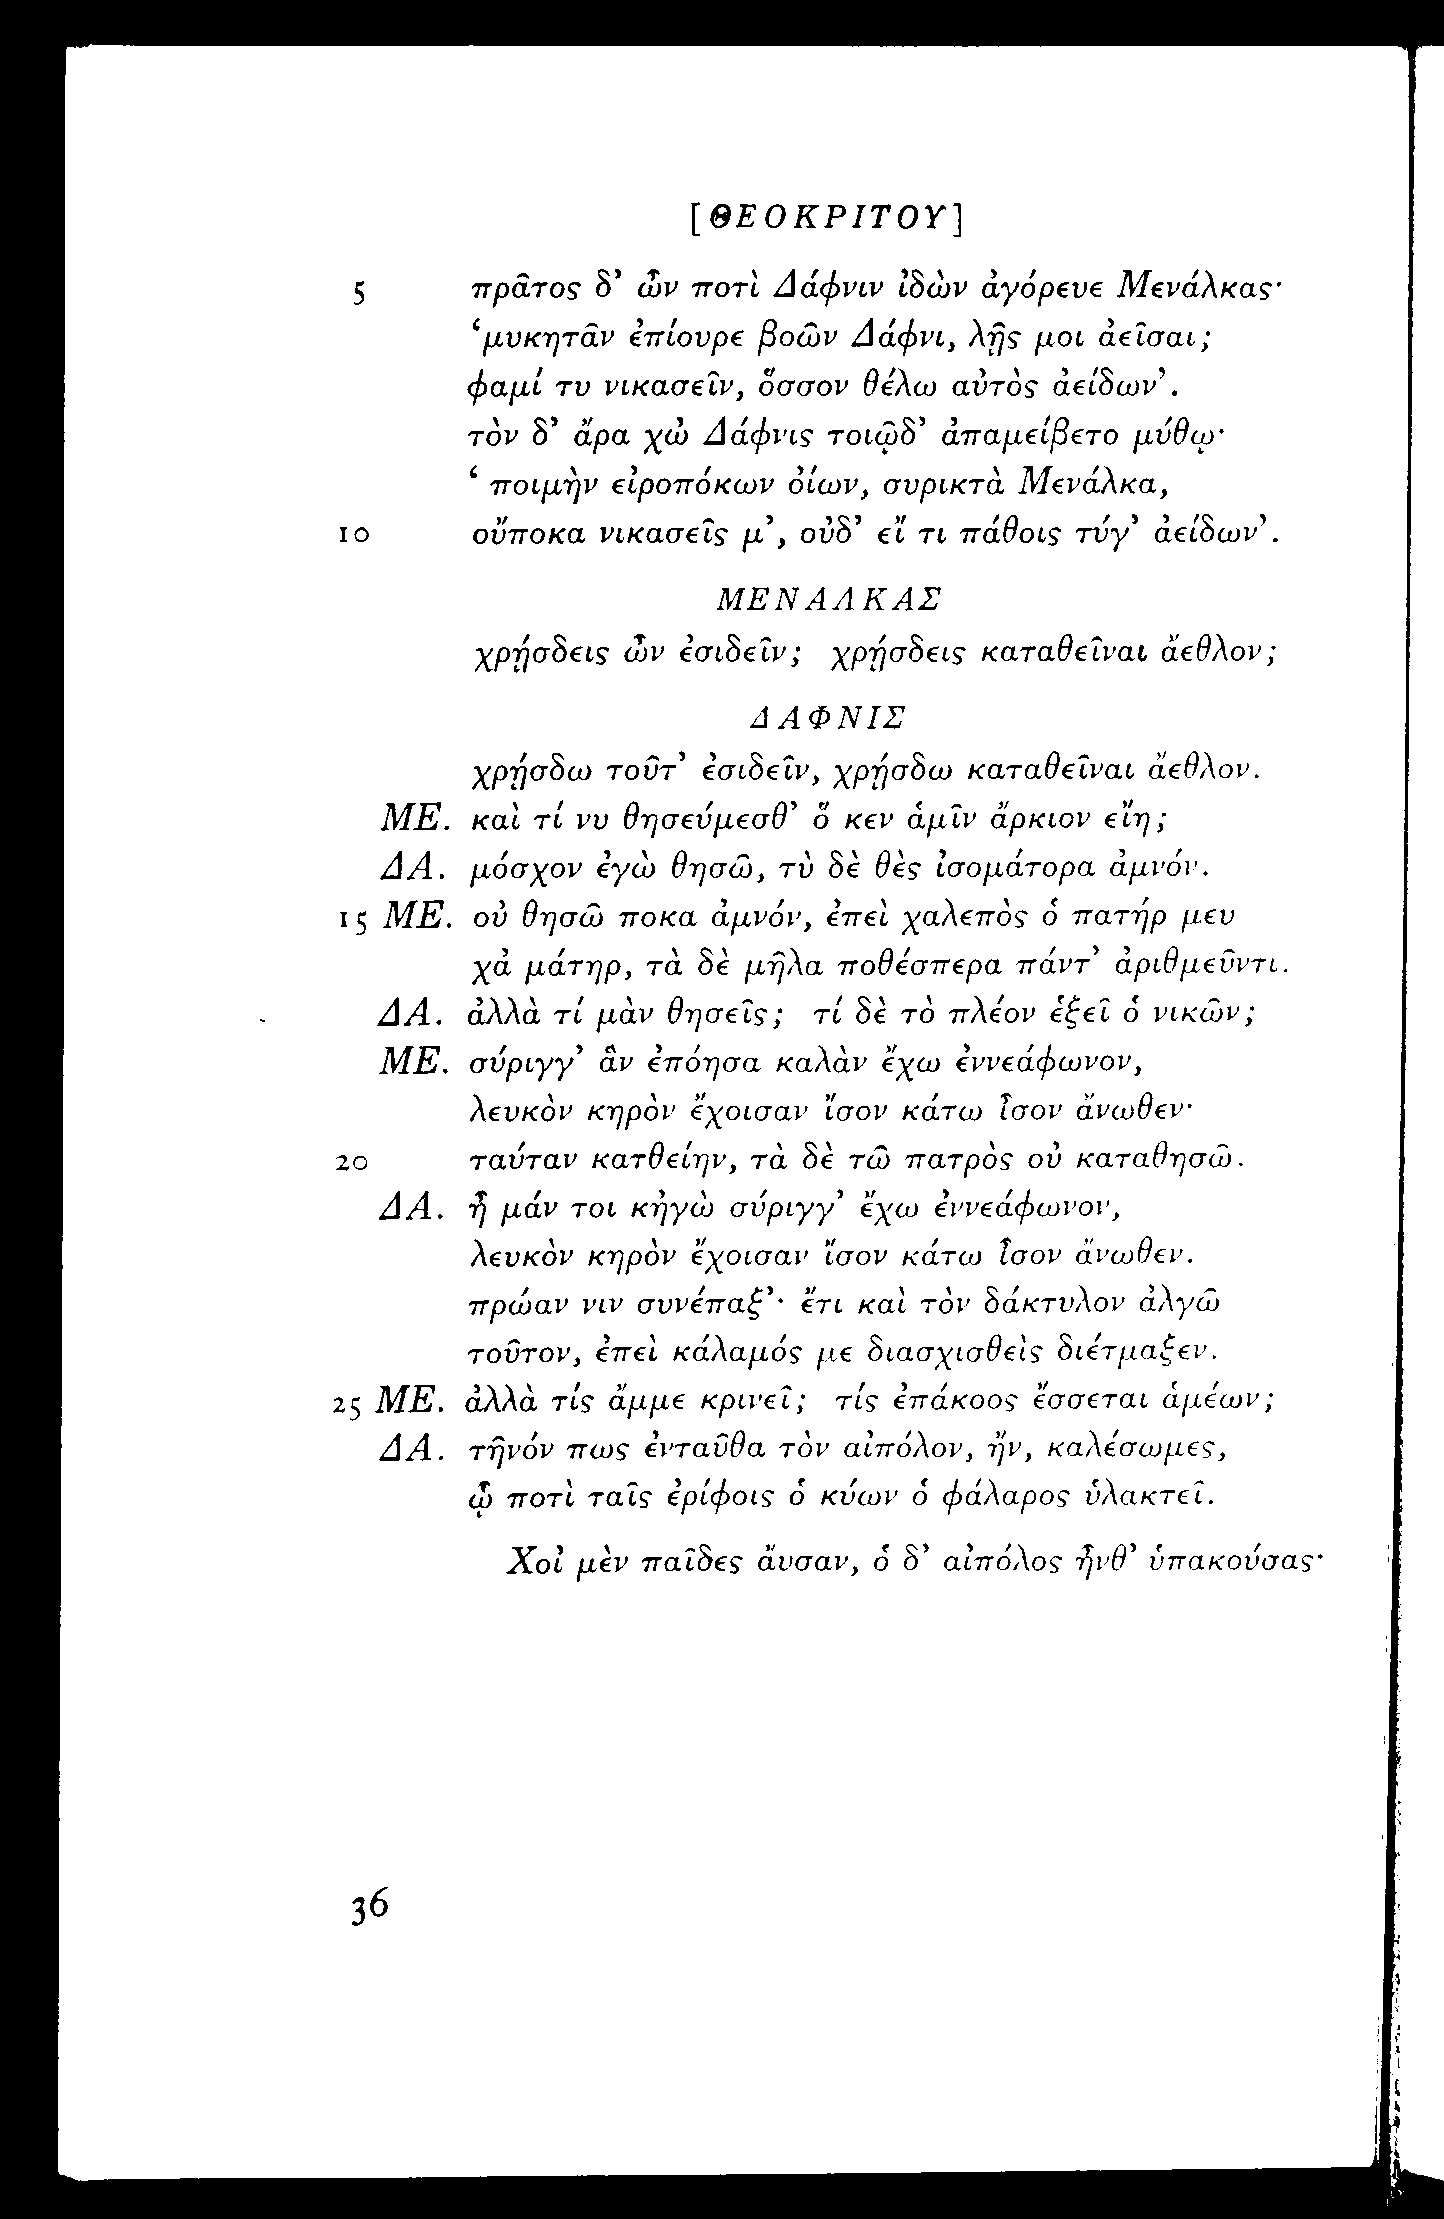 [ΘΕΟΚΡΙΤΟΥ]
5 πρᾶτος δ’ ὦν ποτὶ Δάφνιν ἰδὼν ἀγόρευε Μενάλκας·
‘μυκητᾶν ἐπίουρε βοῶν Δάφνι, λῇς μοι ἀεῖσαι;
φαμί τυ νικασεῖν, ὅσσον θέλω αὐτὸς ἀείδων’.
τὸν δ’ ἄρα χὠ Δάφνις τοιῷδ’ ἀπαμείβετο μύθῳ·
‘ποιμὴν εἰροπόκων ὀίων, συρικτὰ Μενάλκα,
10 οὔποκα νικασεῖς μ’, οὐδ’ εἴ τι πάθοις τύγ’ ἀείδων’.
ΜΕΝΑΛΚΑΣ
χρῄσδεις ὦν ἐσιδεῖν; χρῄσδεις καταθεῖναι ἄεθλον;
ΔΑΦΝΙΣ
χρῄσδω τοῦτ’ ἐσιδεῖν, χρῄσδω καταθεῖναι ἄεθλον.
ΜΕ. καὶ τί νυ θησεύμεσθ’ ὅ κεν ἁμῖν ἄρκιον εἴη;
ΔΑ. μόσχον ἐγὼ θησῶ, τὺ δὲ θὲς ἰσομάτορα ἀμνόν.
15 ΜΕ. οὐ θησῶ ποκα ἀμνόν, ἐπεὶ χαλεπὸς ὁ πατήρ μευ
χἀ μάτηρ, τὰ δὲ μῆλα ποθέσπερα πάντ’ ἀριθμεῦντι.
ΔΑ. ἀλλὰ τί μὰν θησεῖς; τί δὲ τὸ πλέον ἑξεῖ ὁ νικῶν;
ΜΕ. σύριγγ’ ἃν ἐπόησα καλὰν ἔχω ἐννεάφωνον,
λευκὸν κηρὸν ἔχοισαν ἴσον κάτω ἶσον ἄνωθεν·
20 ταύταν κατθείην, τὰ δὲ τῶ πατρὸς οὐ καταθησῶ.
ΔΑ. ἦ μάν τοι κἠγὼ σύριγγ’ ἔχω ἐννεάφωνον,
λευκὸν κηρὸν ἔχοισαν ἴσον κάτω ἶσον ἄνωθεν.
πρώαν νιν συνέπαξ’· ἔτι καὶ τὸν δάκτυλον ἀλγῶ
τοῦτον, ἐπεὶ κάλαμός με διασχισθεὶς διέτμαξεν.
25 ΜΕ. ἀλλὰ τίς ἄμμε κρινεῖ; τίς ἐπάκοος ἔσσεται ἁμέων;
ΔΑ. τῆνόν πως ἐνταῦθα τὸν αἰπόλον, ἤν, καλέσωμες,
ᾧ ποτὶ ταῖς ἐρίφοις ὁ κύων ὁ φάλαρος ὑλακτεῖ.
Χοἰ μὲν παῖδες ἄυσαν, ὁ δ’ αἰπόλος ἦνθ’ ὑπακούσας·
36